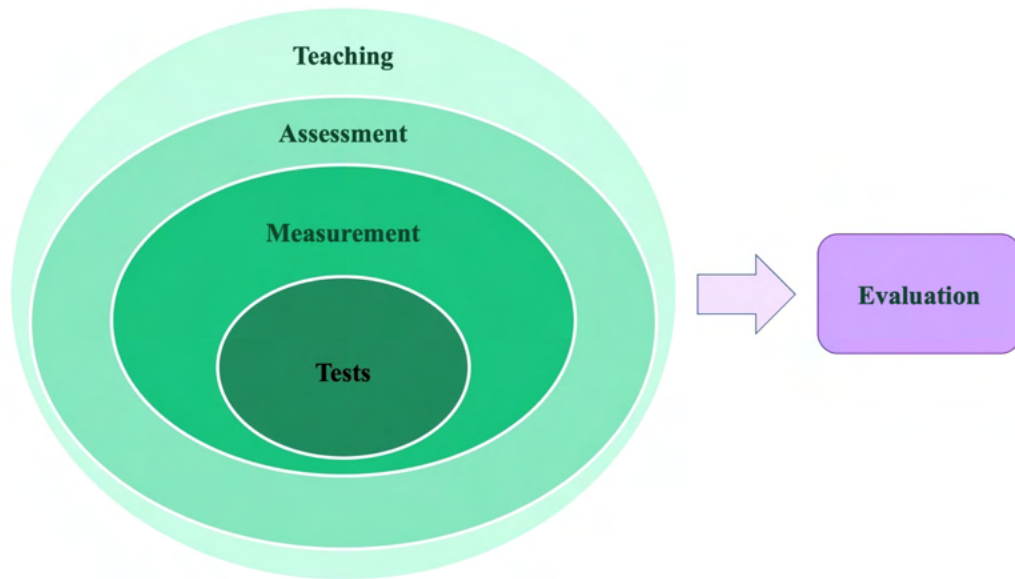 Teaching
Assessment
Measurement
Tests
Evaluation